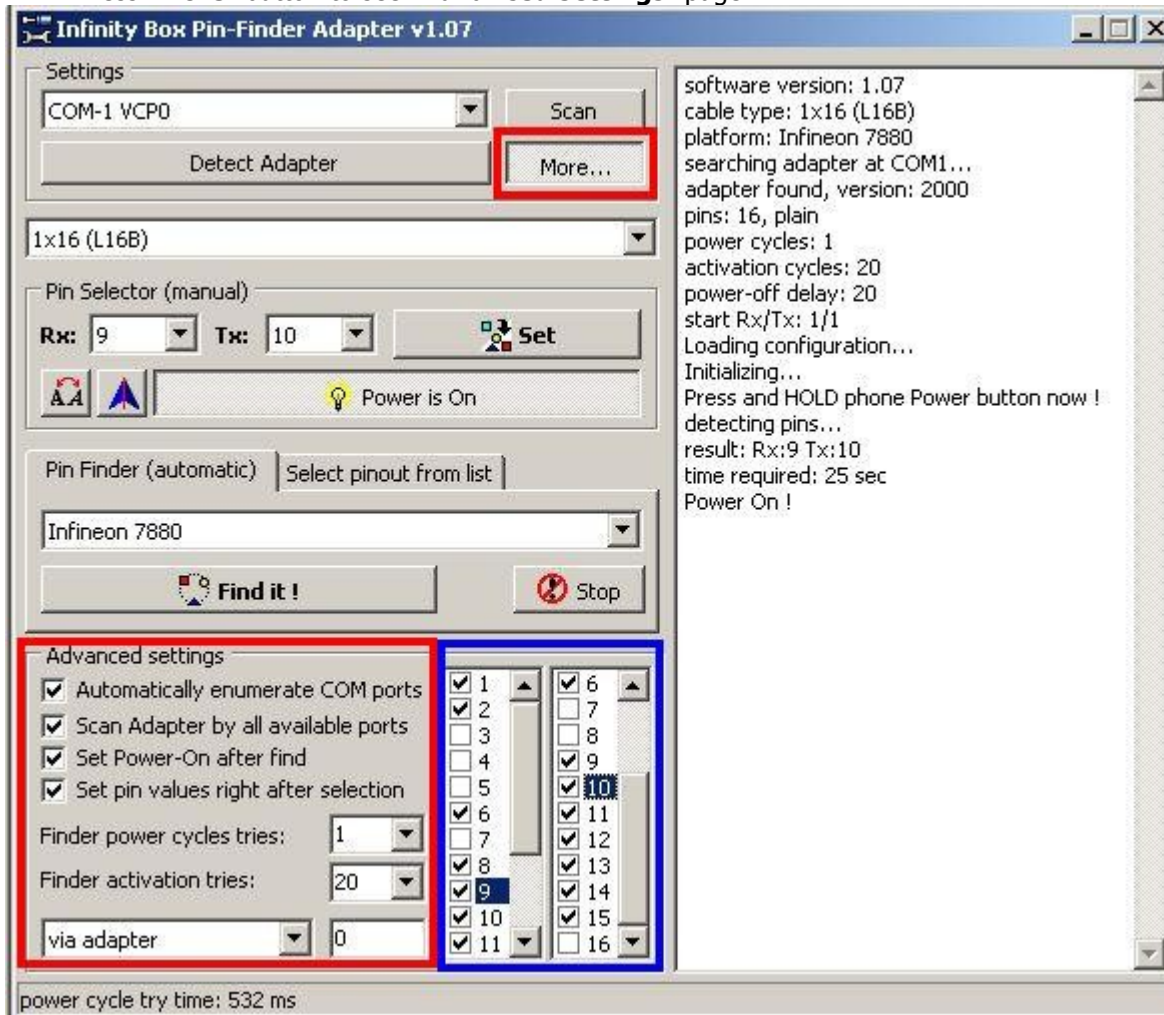 Infinity Box Pin-Finder Adapter v1.07
Settings
COM-1 VCP0
Scan
Detect Adapter
More...
1x16 (L16B)
Pin Selector (manual)
Rx: 9 Tx: 10 Set
Power is On
Pin Finder (automatic) Select pinout from list
Infineon 7880
Find it ! Stop
Advanced settings
Automatically enumerate COM ports
Scan Adapter by all available ports
Set Power-On after find
Set pin values right after selection
Finder power cycles tries: 1
Finder activation tries: 20
via adapter 0
1
2
3
4
5
6
7
8
9
10
11
6
7
8
9
10
11
12
13
14
15
16
software version: 1.07
cable type: 1x16 (L16B)
platform: Infineon 7880
searching adapter at COM1...
adapter found, version: 2000
pins: 16, plain
power cycles: 1
activation cycles: 20
power-off delay: 20
start Rx/Tx: 1/1
Loading configuration...
Initializing...
Press and HOLD phone Power button now !
detecting pins...
result: Rx:9 Tx:10
time required: 25 sec
Power On !
power cycle try time: 532 ms